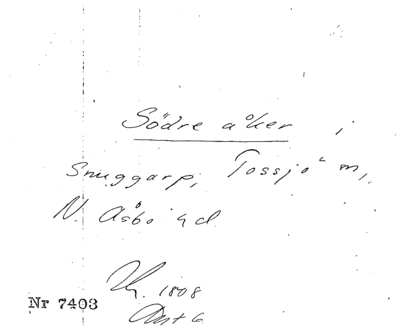 Södre åker i
Snuggarp, Tossjö m,
N. Åsbo hd
1808
Nr 7403